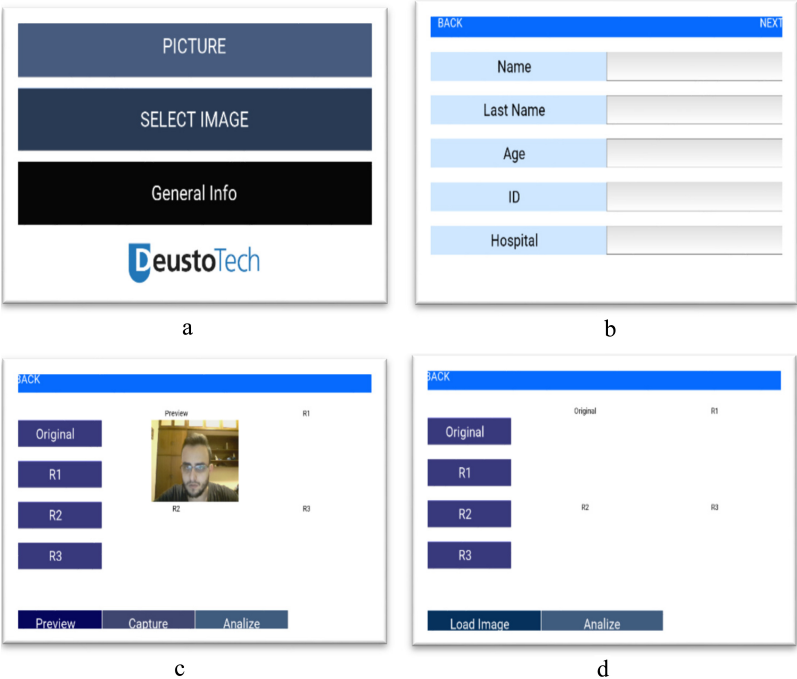 PICTURE
SELECT IMAGE
General Info
DeustoTech
a
BACK NEXT
Name
Last Name
Age
ID
Hospital
b
BACK
Preview R1
Original
R1
R2
R3
R2 R3
Preview Capture Analize
c
BACK
Original R1
Original
R1
R2 R3
R2
R3
Load Image Analize
d